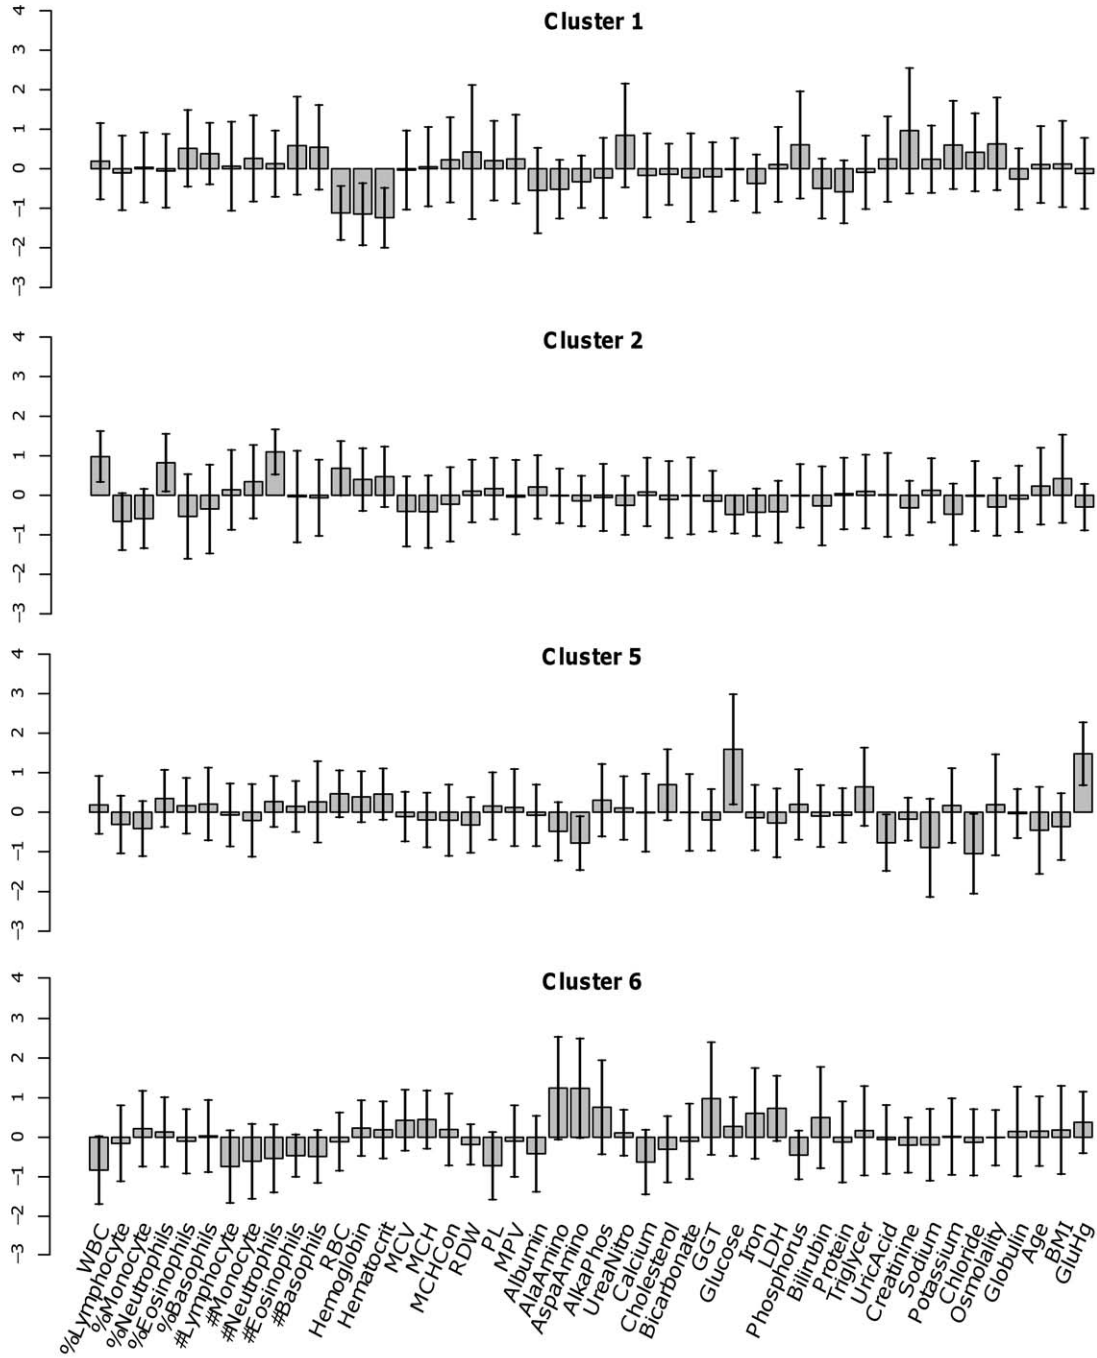 Cluster 1
4
3
2
1
0
−1
−2
−3
Cluster 2
4
3
2
1
0
−1
−2
−3
Cluster 5
4
3
2
1
0
−1
−2
−3
Cluster 6
4
3
2
1
0
−1
−2
−3
WBC
%Lymphocyte
%Monocyte
%Neutrophils
%Eosinophils
%Basophils
#Lymphocyte
#Monocyte
#Neutrophils
#Eosinophils
#Basophils
RBC
Hemoglobin
Hematocrit
MCV
MCH
MCHCon
RDW
PL
MPV
Albumin
AlaAmino
AspAmino
AlkaPhos
UreaNitro
Calcium
Cholesterol
Bicarbonate
GGT
Glucose
Iron
LDH
Phosphorus
Bilirubin
Protein
Triglycer
UricAcid
Creatinine
Sodium
Potassium
Chloride
Osmolality
Globulin
Age
BMI
GluHg